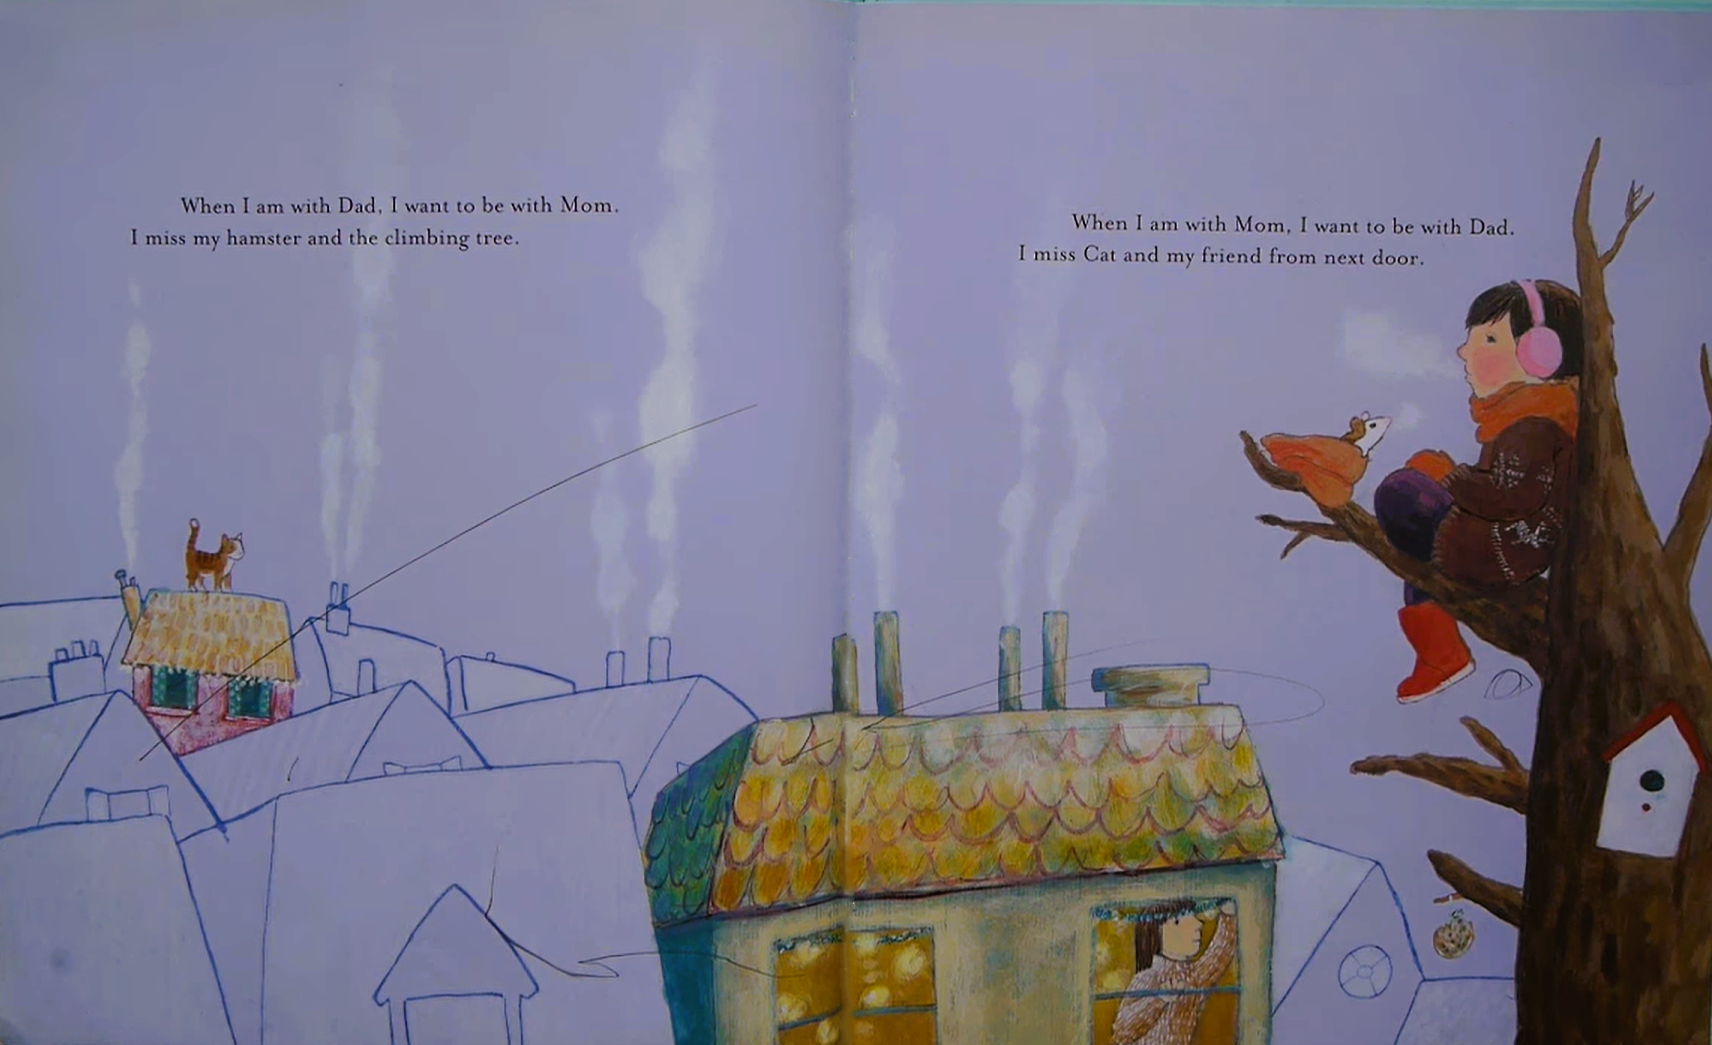 When I am with Dad, I want to be with Mom.
I miss my hamster and the climbing tree.
When I am with Mom, I want to be with Dad.
I miss Cat and my friend from next door.